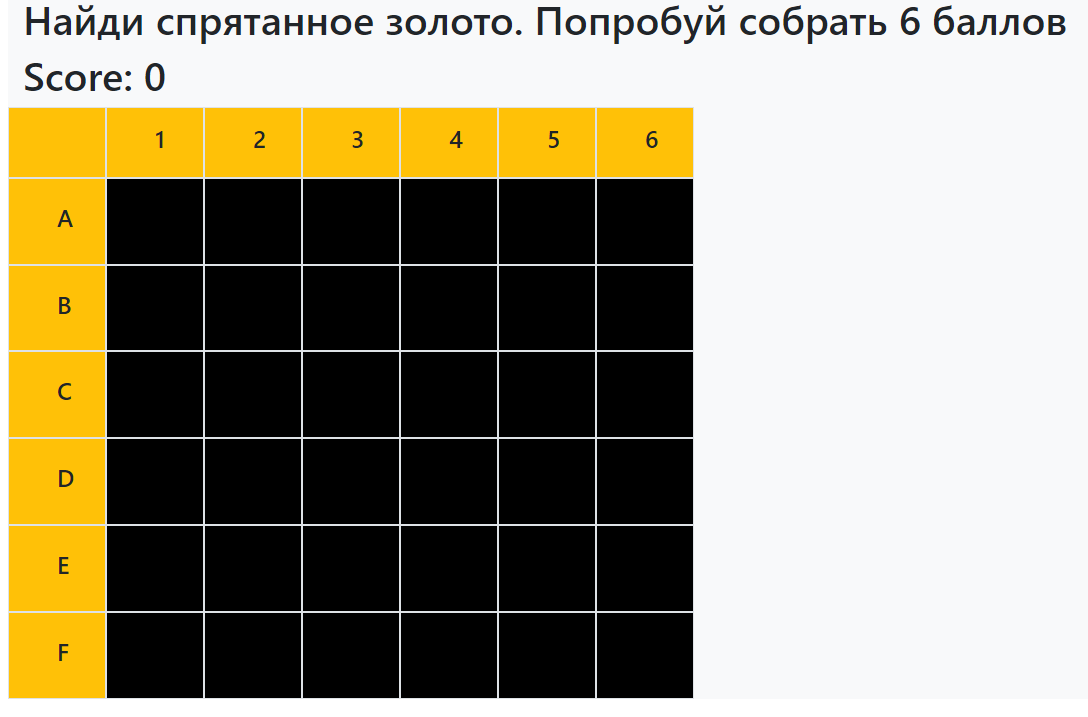 Найди спрятанное золото. Попробуй собрать 6 баллов
Score: 0
1 2 3 4 5 6
A
B
C
D
E
F